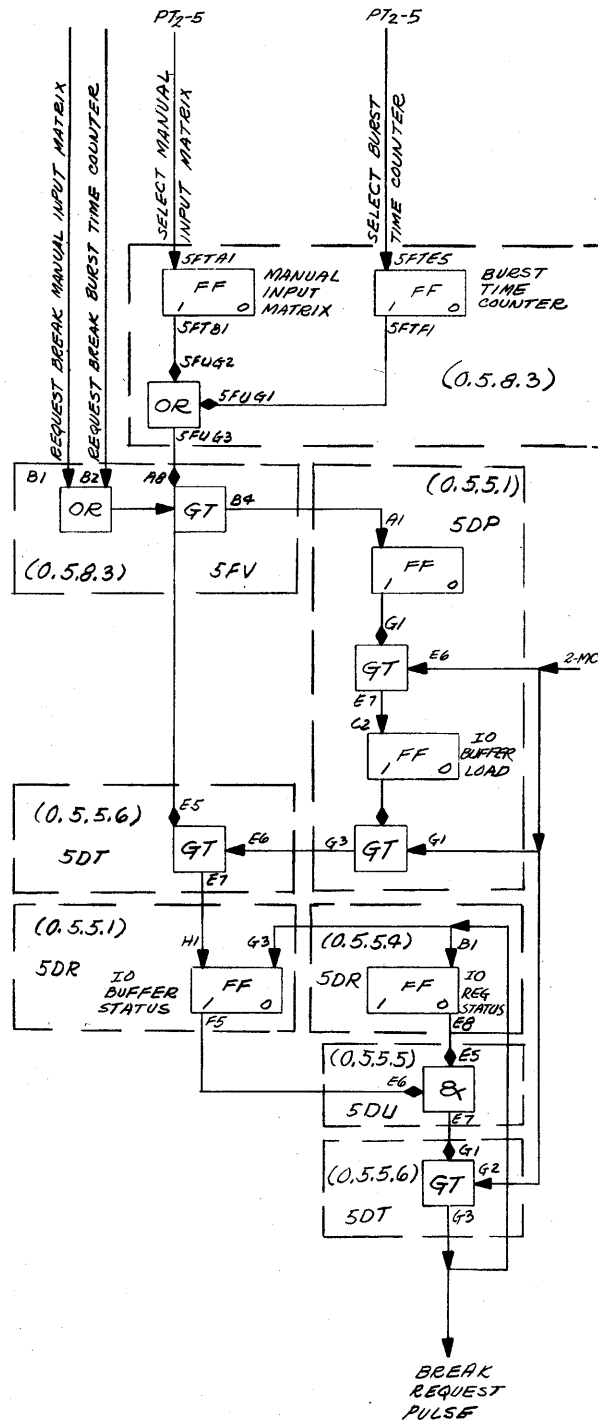 PT2-5
PT2-5
REQUEST BREAK MANUAL INPUT MATRIX
REQUEST BREAK BURST TIME COUNTER
SELECT MANUAL
INPUT MATRIX
SELECT BURST
TIME COUNTER
5FTA1
FF
1 0
MANUAL
INPUT
MATRIX
5FTE5
FF
1 0
BURST
TIME
COUNTER
5FTB1
5FTF1
5FUG2
OR
5FUG1
5FUG3
(0.5.8.3)
B1
B2
A8
OR
GT
B4
(0.5.8.3)
5FV
(0.5.5.1)
5DP
A1
FF
1 0
G1
GT
E6
2-MC
E7
C2
FF
1 0
IO
BUFFER
LOAD
(0.5.5.6)
5DT
E5
GT
E6
G3
GT
G1
E7
(0.5.5.1)
5DR
H1
G3
IO
BUFFER
STATUS
FF
1 0
F5
(0.5.5.4)
5DR
B1
FF
1 0
IO
REG
STATUS
E8
(0.5.5.5)
5DU
E5
E6
&
E7
(0.5.5.6)
5DT
G1
GT
G2
G3
BREAK
REQUEST
PULSE